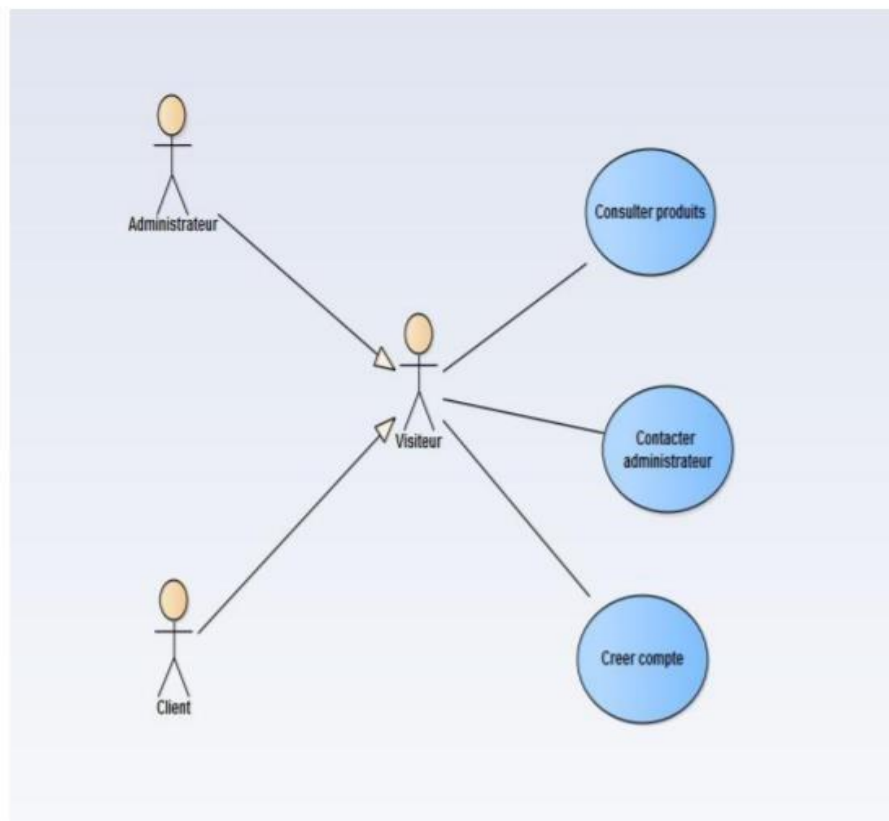 Administrateur
Consulter produits
Visiteur
Contacter
administrateur
Client
Creer compte